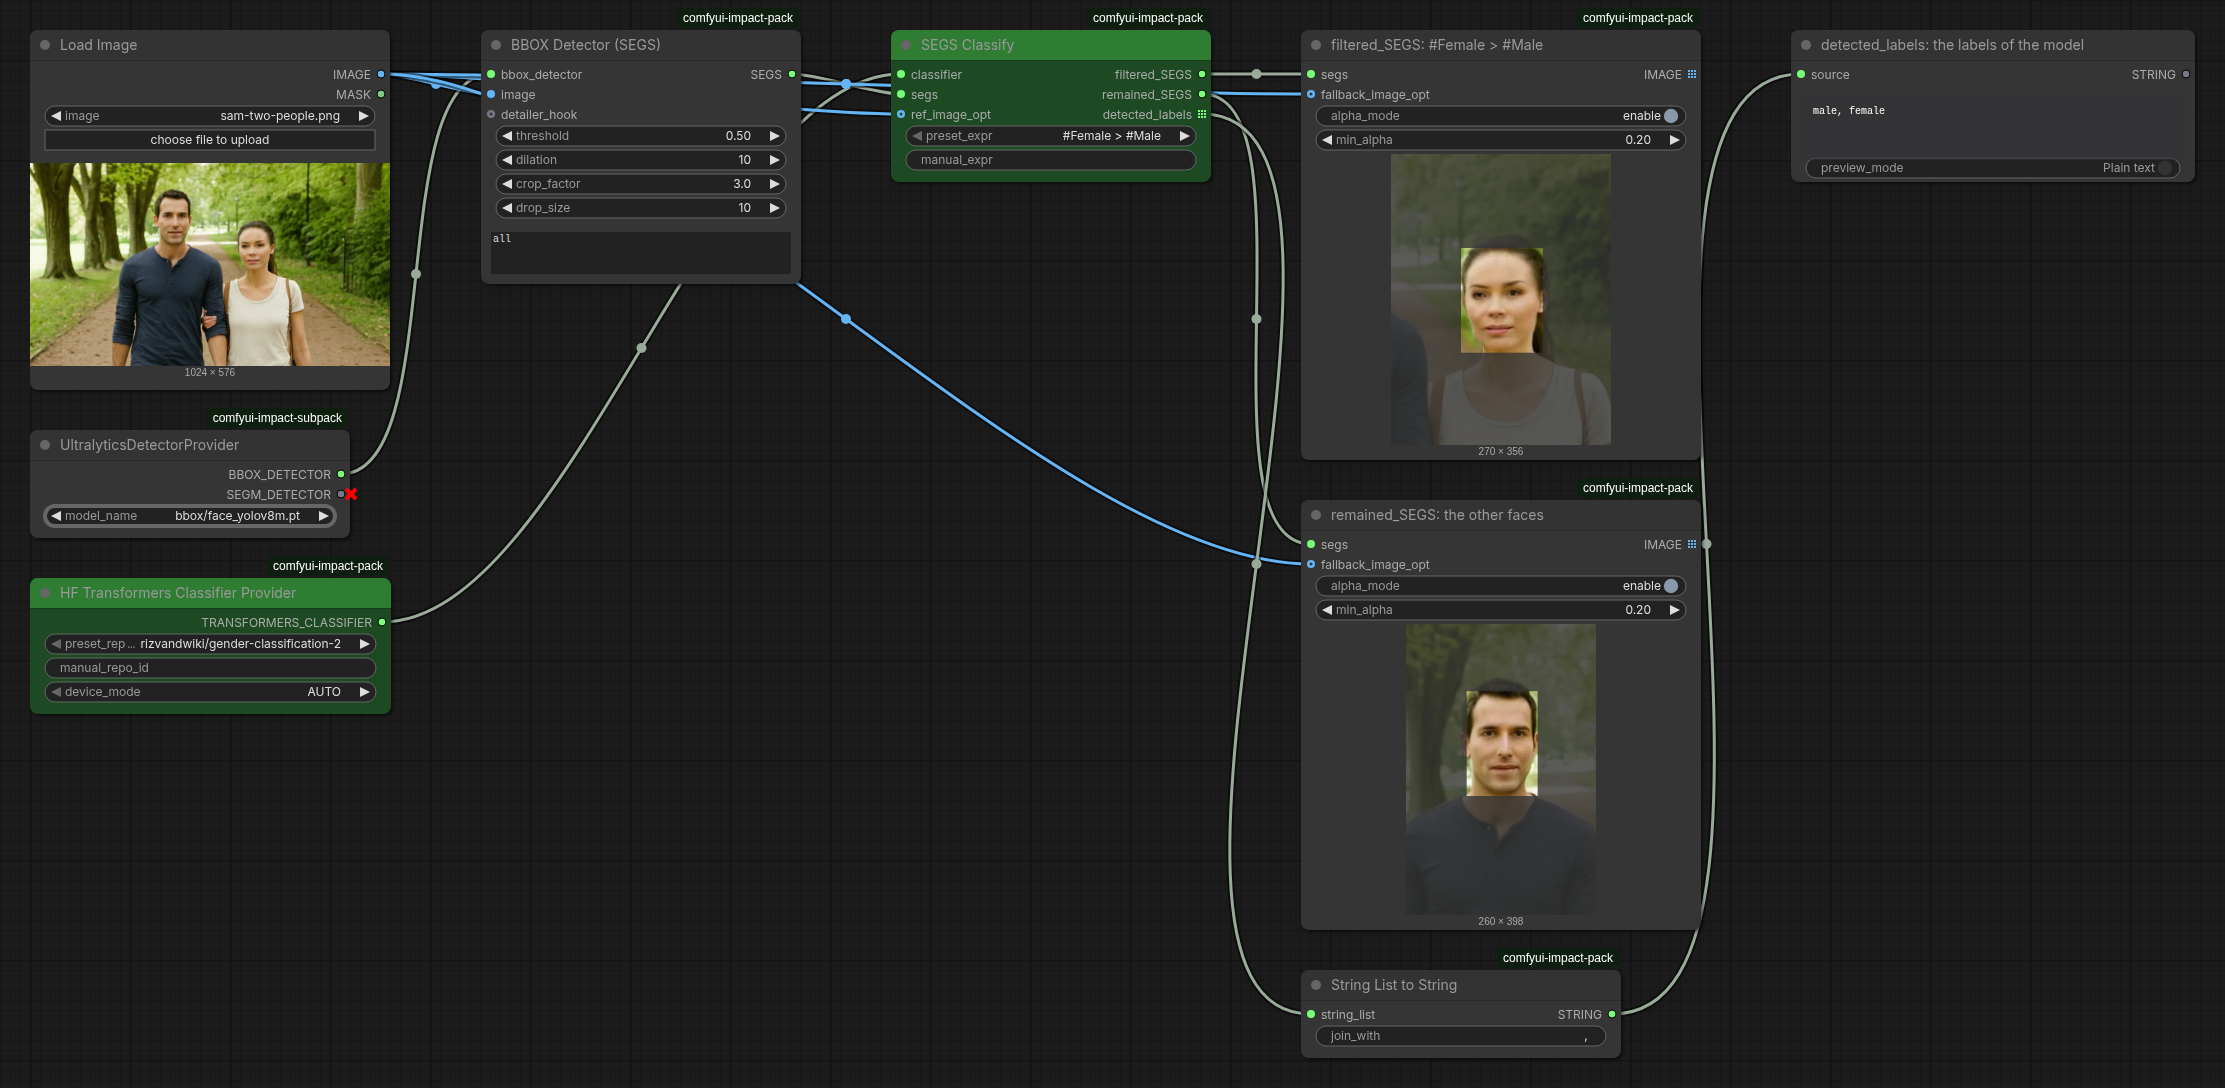 Load Image
IMAGE
MASK
image sam-two-people.png
choose file to upload
1024 × 576
comfyui-impact-subpack
UltralyticsDetectorProvider
BBOX_DETECTOR
SEGM_DETECTOR
model_name bbox/face_yolov8m.pt
comfyui-impact-pack
HF Transformers Classifier Provider
TRANSFORMERS_CLASSIFIER
preset_rep... rizvandwiki/gender-classification-2
manual_repo_id
device_mode AUTO
comfyui-impact-pack
BBOX Detector (SEGS)
bbox_detector SEGS
image
detailer_hook
threshold 0.50
dilation 10
crop_factor 3.0
drop_size 10
all
comfyui-impact-pack
SEGS Classify
classifier filtered_SEGS
segs remained_SEGS
ref_image_opt detected_labels
preset_expr #Female > #Male
manual_expr
comfyui-impact-pack
filtered_SEGS: #Female > #Male
segs IMAGE
fallback_image_opt
alpha_mode enable
min_alpha 0.20
270 × 356
comfyui-impact-pack
remained_SEGS: the other faces
segs IMAGE
fallback_image_opt
alpha_mode enable
min_alpha 0.20
260 × 398
comfyui-impact-pack
String List to String
string_list STRING
join_with ,
detected_labels: the labels of the model
source STRING
male, female
preview_mode Plain text